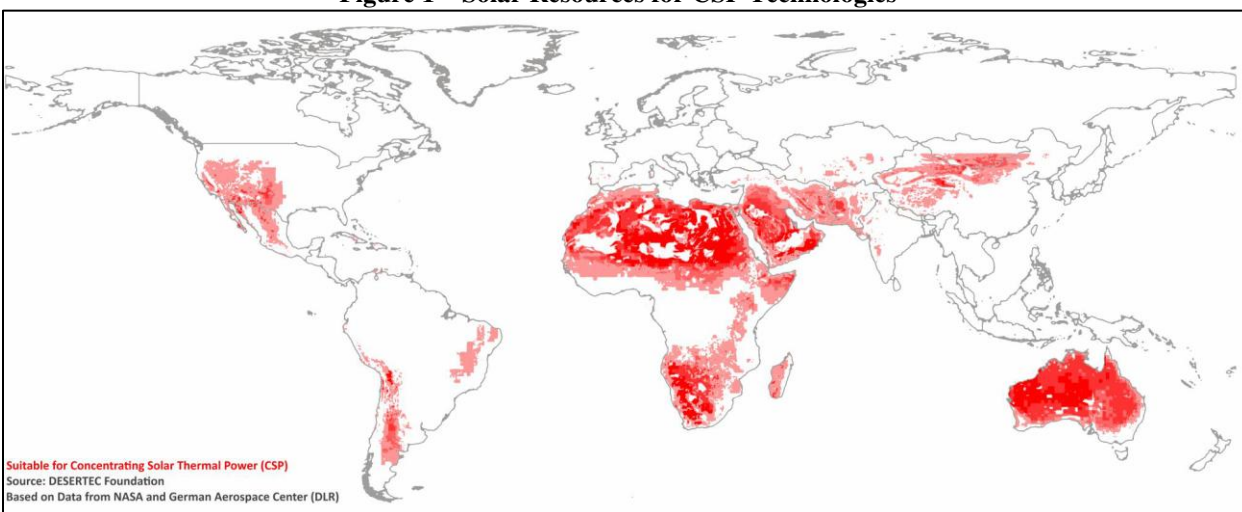 Figure 1 – Solar Resources for CSP Technologies
Suitable for Concentrating Solar Thermal Power (CSP)
Source: DESERTEC Foundation
Based on Data from NASA and German Aerospace Center (DLR)